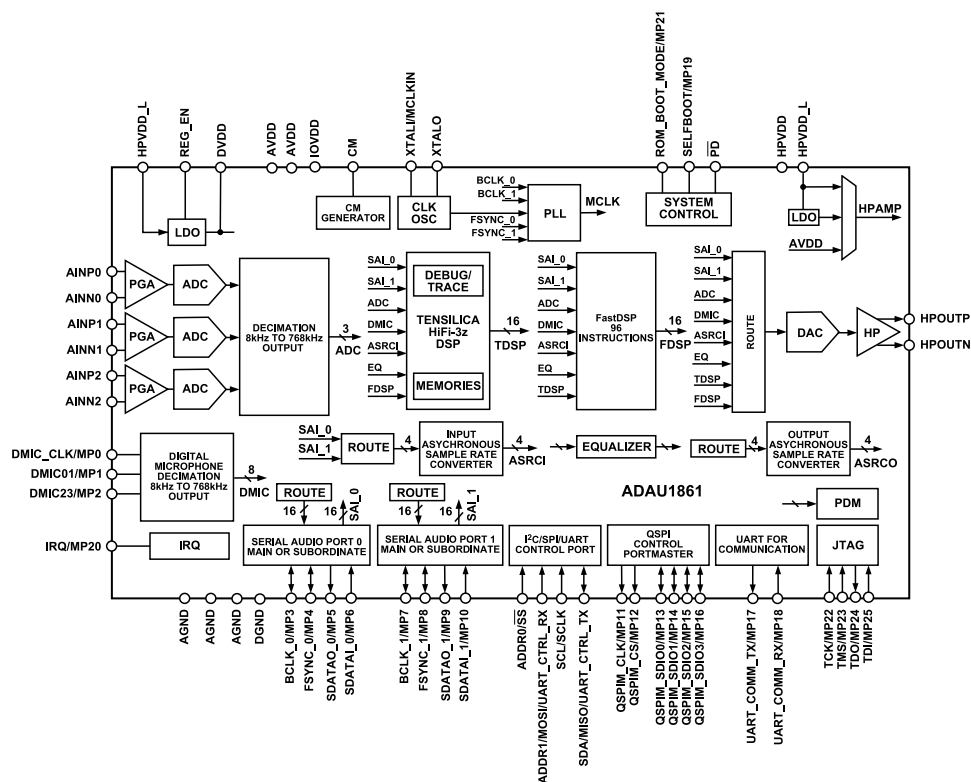 HPVDD_L
REG_EN
DVDD
AVDD
AVDD
IOVDD
CM
XTALI/MCLKIN
XTALO
ROM_BOOT_MODE/MP21
SELFBOOT/MP19
PD
HPVDD
HPVDD_L
LDO
CM
GENERATOR
CLK
OSC
BCLK_0
BCLK_1
FSYNC_0
FSYNC_1
PLL
MCLK
SYSTEM
CONTROL
LDO
AVDD
HPAMP
AINP0
AINN0
AINP1
AINN1
AINP2
AINN2
PGA
ADC
PGA
ADC
PGA
ADC
DECIMATION
8kHz TO 768kHz
OUTPUT
3
ADC
SAI_0
SAI_1
ADC
DMIC
ASRCI
EQ
FDSP
DEBUG/
TRACE
TENSILICA
HiFi-3z
DSP
MEMORIES
16
TDSP
SAI_0
SAI_1
ADC
DMIC
ASRCI
EQ
TDSP
FastDSP
96
INSTRUCTIONS
16
FDSP
SAI_0
SAI_1
ADC
DMIC
ASRCI
EQ
TDSP
FDSP
ROUTE
DAC
HP
HPOUTP
HPOUTN
DMIC_CLK/MP0
DMIC01/MP1
DMIC23/MP2
DIGITAL
MICROPHONE
DECIMATION
8kHz TO 768kHz
OUTPUT
8
DMIC
SAI_0
SAI_1
ROUTE
4
INPUT
ASYCHRONOUS
SAMPLE RATE
CONVERTER
4
ASRCI
EQUALIZER
ROUTE
4
OUTPUT
ASYCHRONOUS
SAMPLE RATE
CONVERTER
4
ASRCO
ADAU1861
PDM
ROUTE
16
16
SAI_0
ROUTE
16
16
SAI_1
IRQ/MP20
IRQ
SERIAL AUDIO PORT 0
MAIN OR SUBORDINATE
SERIAL AUDIO PORT 1
MAIN OR SUBORDINATE
I2C/SPI/UART
CONTROL PORT
QSPI
CONTROL
PORTMASTER
UART FOR
COMMUNICATION
JTAG
AGND
AGND
AGND
DGND
BCLK_0/MP3
FSYNC_0/MP4
SDATAO_0/MP5
SDATAI_0/MP6
BCLK_1/MP7
FSYNC_1/MP8
SDATAO_1/MP9
SDATAI_1/MP10
ADDR0/SS
ADDR1/MOSI/UART_CTRL_RX
SCL/SCLK
SDA/MISO/UART_CTRL_TX
QSPIM_CLK/MP11
QSPIM_CS/MP12
QSPIM_SDIO0/MP13
QSPIM_SDIO1/MP14
QSPIM_SDIO2/MP15
QSPIM_SDIO3/MP16
UART_COMM_TX/MP17
UART_COMM_RX/MP18
TCK/MP22
TMS/MP23
TDO/MP24
TDI/MP25